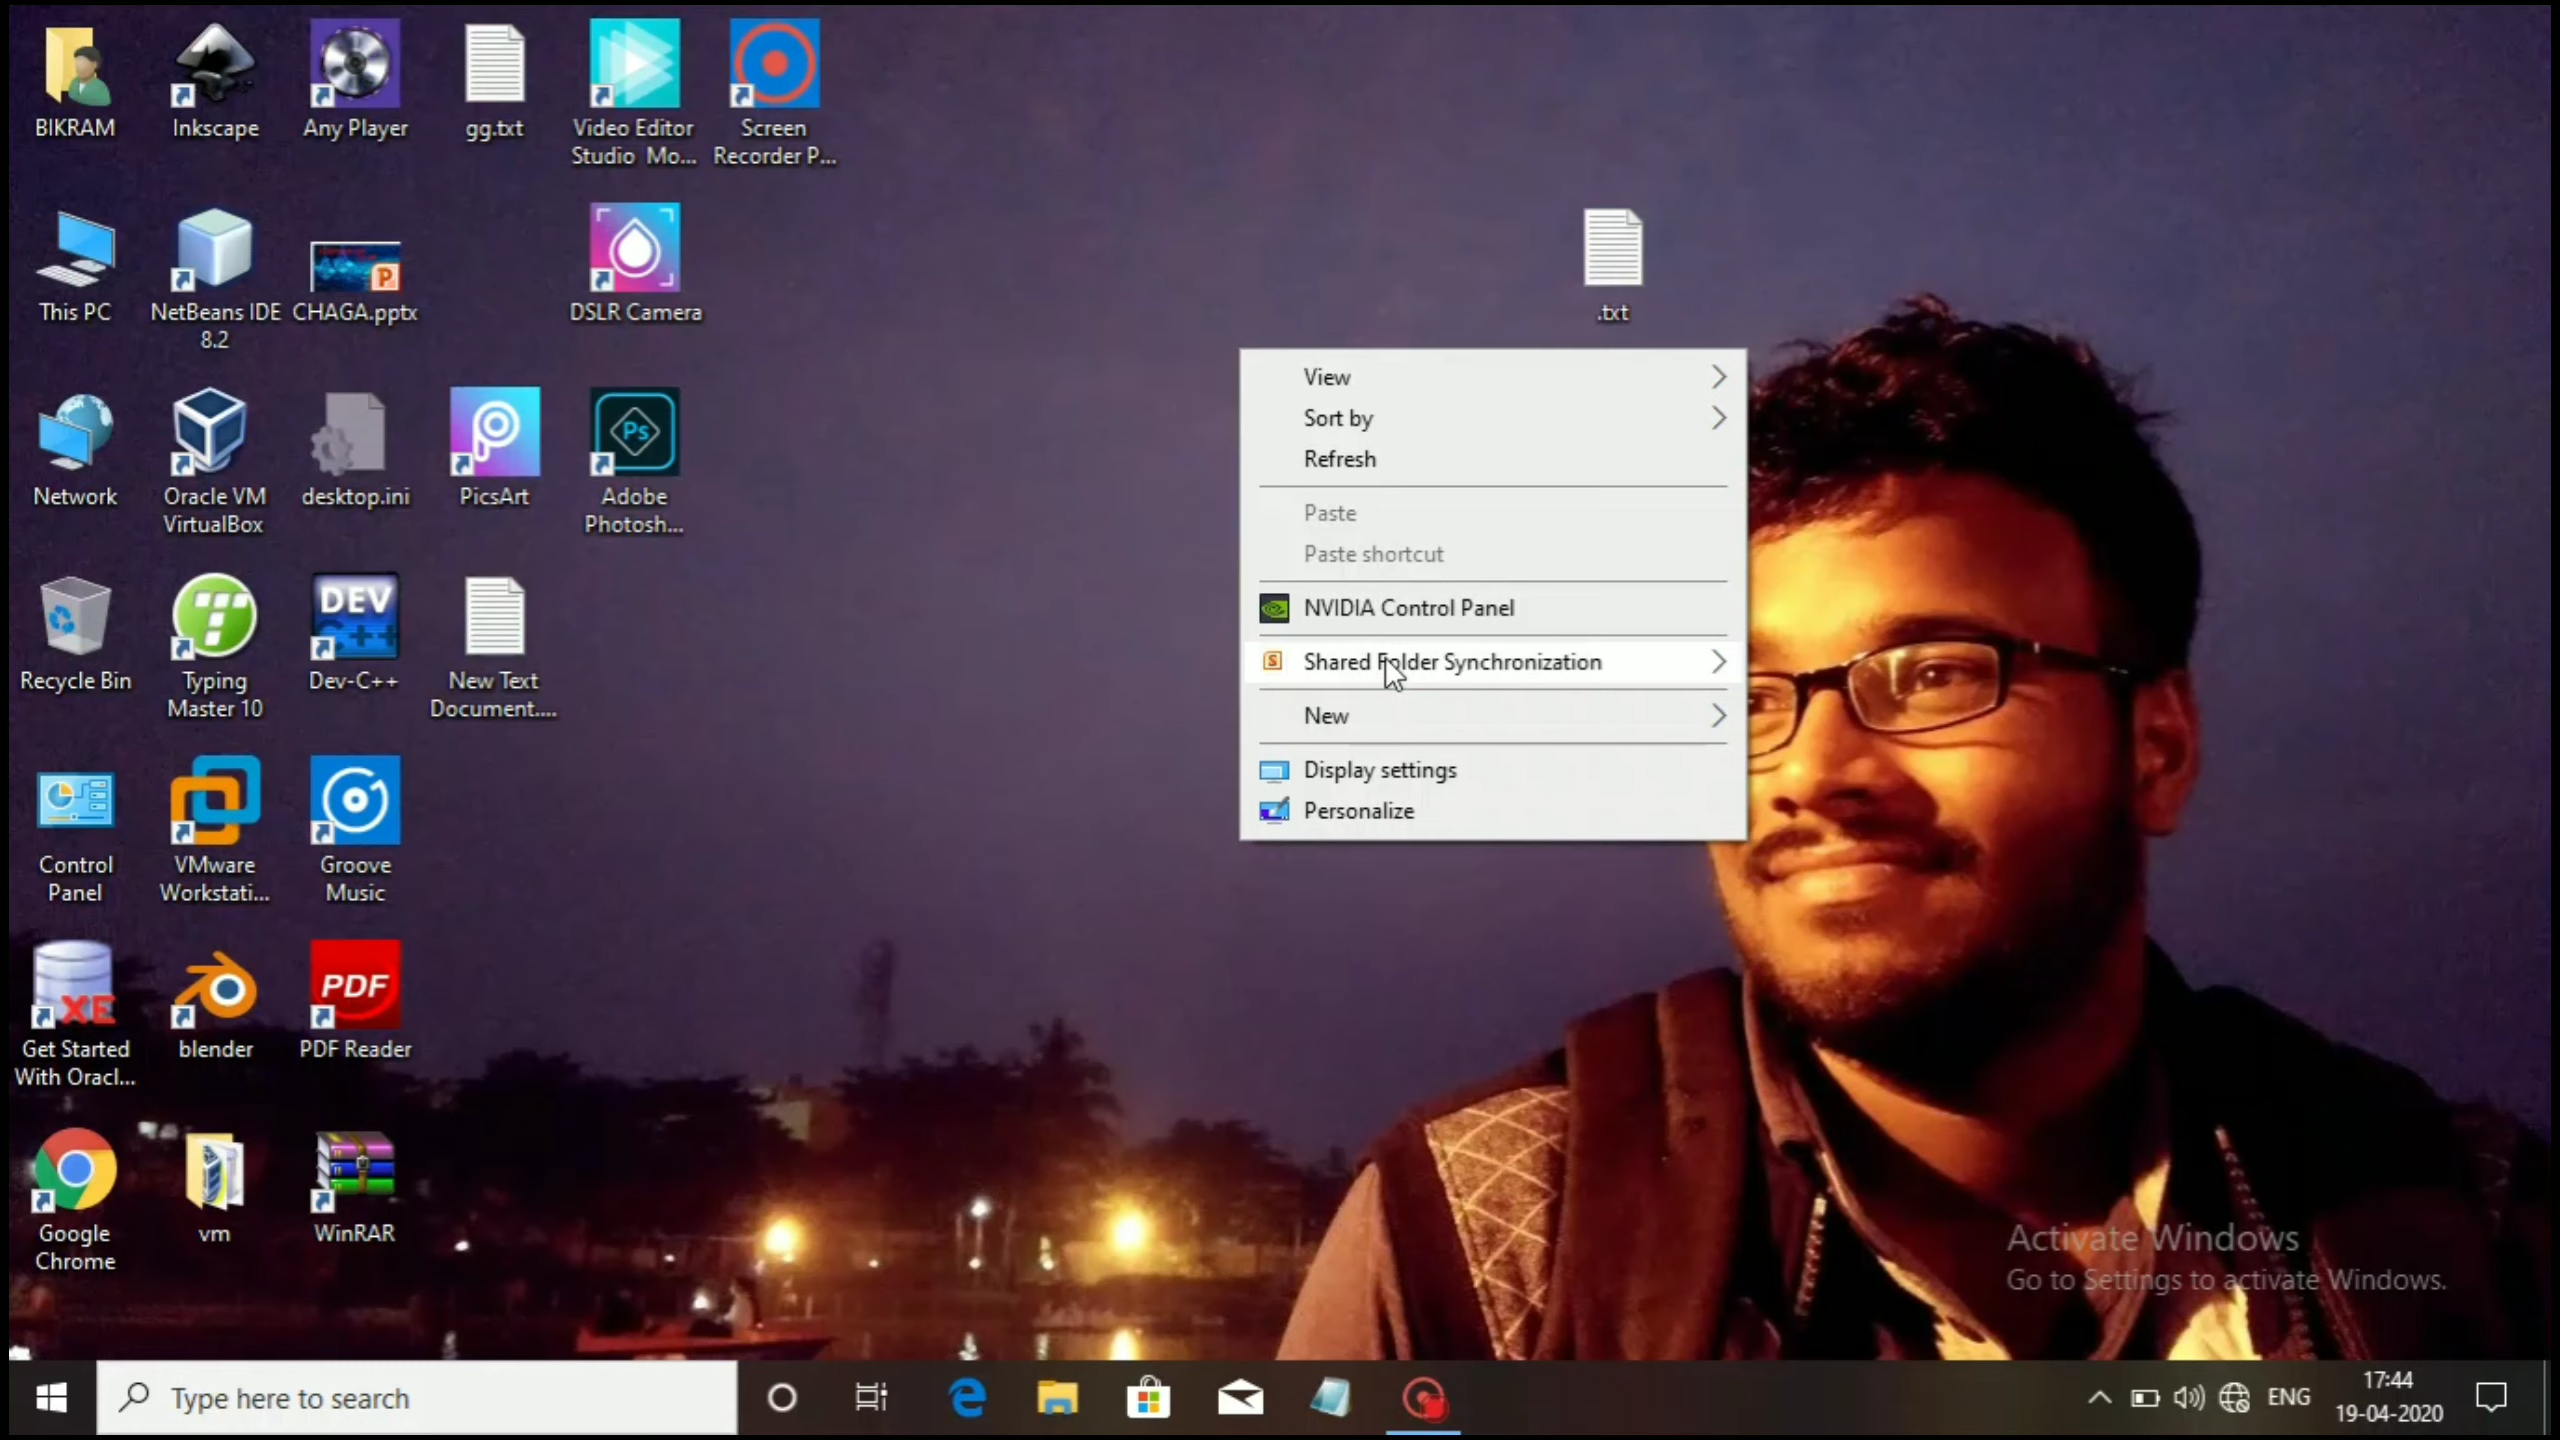 BIKRAM
Inkscape
Any Player
gg.txt
Video Editor
Studio Mo...
Screen
Recorder P...
This PC
NetBeans IDE
8.2
P
CHAGA.pptx
DSLR Camera
.txt
Network
Oracle VM
VirtualBox
desktop.ini
PicsArt
Ps
Adobe
Photosh...
Recycle Bin
Typing
Master 10
DEV
C++
Dev-C++
New Text
Document....
Control
Panel
VMware
Workstati...
Groove
Music
XE
Get Started
With Oracl...
blender
PDF
PDF Reader
Google
Chrome
vm
WinRAR
View
Sort by
Refresh
Paste
Paste shortcut
NVIDIA Control Panel
S
Shared Folder Synchronization
New
Display settings
Personalize
Activate Windows
Go to Settings to activate Windows.
Type here to search
ENG
17:44
19-04-2020